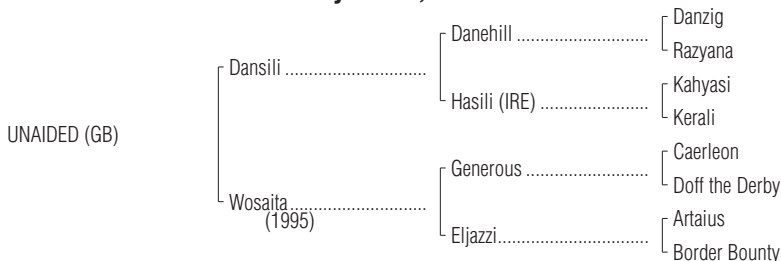 Danzig
Danehill ..............................
Razyana
Dansili ..............................
Kahyasi
Hasili (IRE) ........................
Kerali
UNAIDED (GB)
Caerleon
Generous ...........................
Doff the Derby
Wosaita..............................
(1995)
Artaius
Eljazzi..................................
Border Bounty